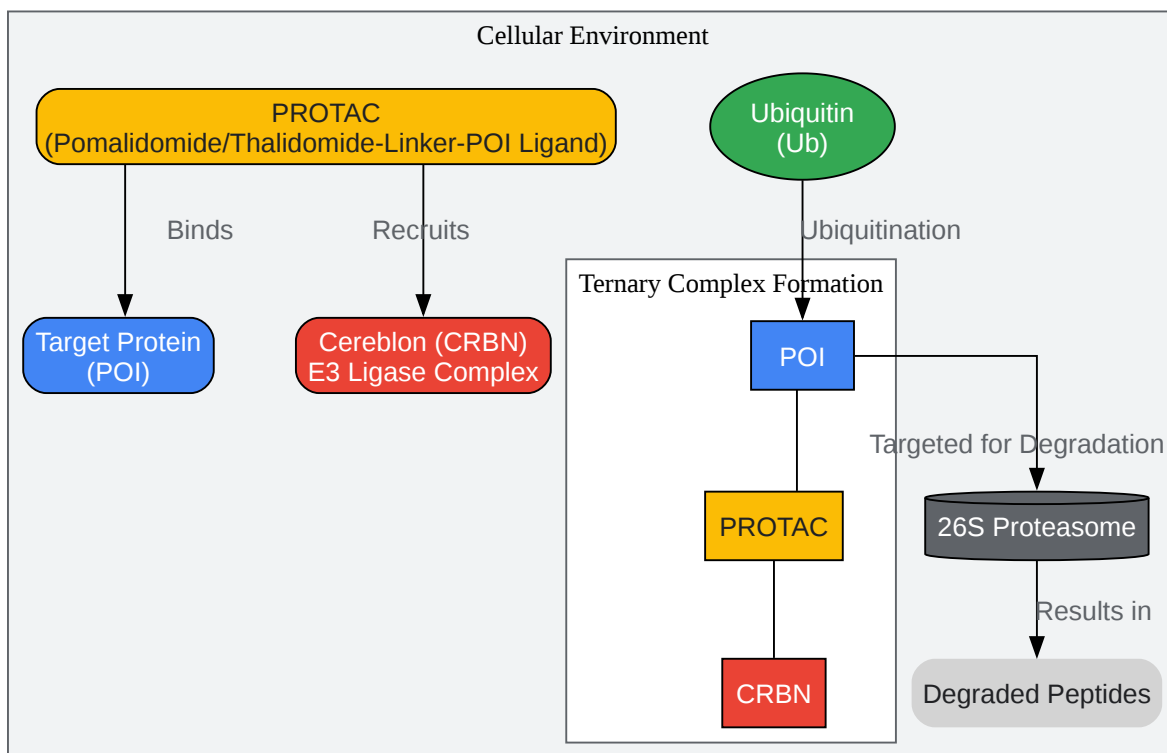 Cellular Environment
PROTAC
(Pomalidomide/Thalidomide-Linker-POI Ligand)
Ubiquitin
(Ub)
Binds
Recruits
Ubiquitination
Ternary Complex Formation
Target Protein
(POI)
Cereblon (CRBN)
E3 Ligase Complex
POI
Targeted for Degradation
PROTAC
26S Proteasome
Results in
CRBN
Degraded Peptides